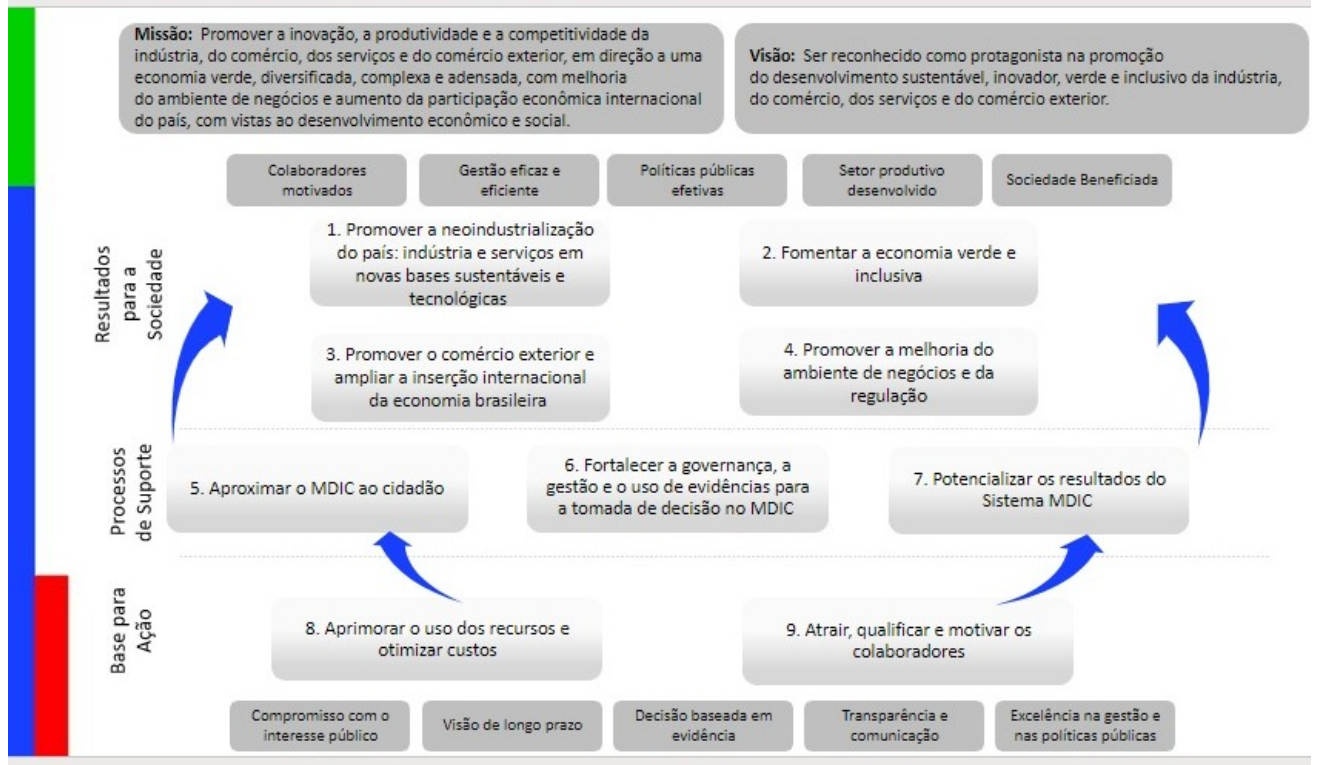 Missão: Promover a inovação, a produtividade e a competitividade da
indústria, do comércio, dos serviços e do comércio exterior, em direção a uma
economia verde, diversificada, complexa e adensada, com melhoria
do ambiente de negócios e aumento da participação econômica internacional
do país, com vistas ao desenvolvimento econômico e social.
Visão: Ser reconhecido como protagonista na promoção
do desenvolvimento sustentável, inovador, verde e inclusivo da indústria,
do comércio, dos serviços e do comércio exterior.
Colaboradores
motivados
Gestão eficaz e
eficiente
Políticas públicas
efetivas
Setor produtivo
desenvolvido
Sociedade Beneficiada
Resultados
para a
Sociedade
1. Promover a neoindustrialização
do país: indústria e serviços em
novas bases sustentáveis e
tecnológicas
2. Fomentar a economia verde e
inclusiva
3. Promover o comércio exterior e
ampliar a inserção internacional
da economia brasileira
4. Promover a melhoria do
ambiente de negócios e da
regulação
Processos
de Suporte
5. Aproximar o MDIC ao cidadão
6. Fortalecer a governança, a
gestão e o uso de evidências para
a tomada de decisão no MDIC
7. Potencializar os resultados do
Sistema MDIC
Base para
Ação
8. Aprimorar o uso dos recursos e
otimizar custos
9. Atrair, qualificar e motivar os
colaboradores
Compromisso com o
interesse público
Visão de longo prazo
Decisão baseada em
evidência
Transparência e
comunicação
Excelência na gestão e
nas políticas públicas